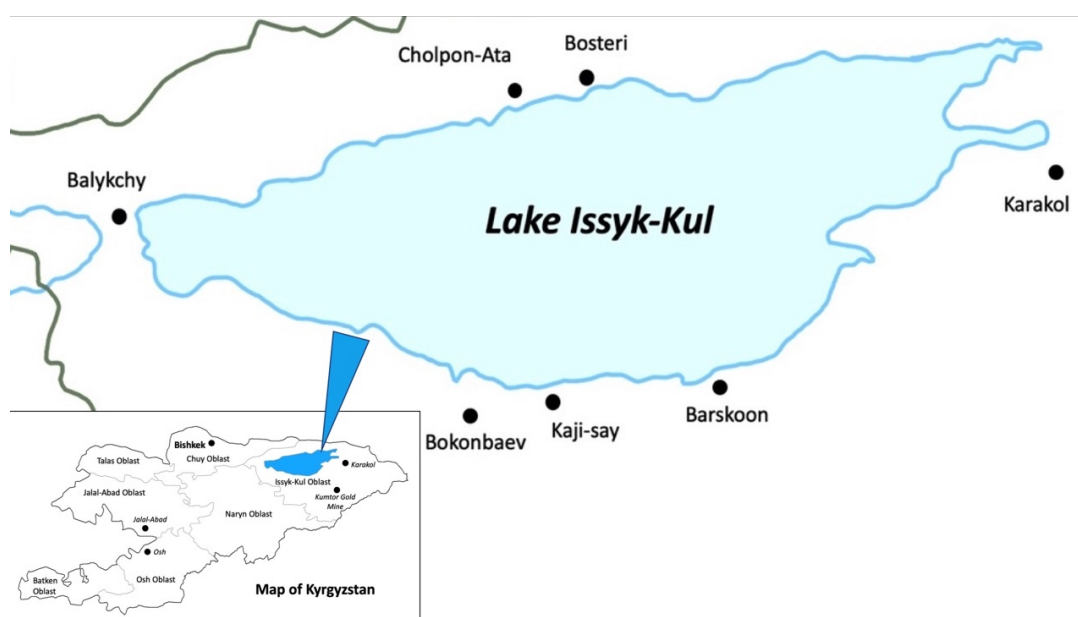 Bosteri
Cholpon-Ata
Balykchy
Karakol
Lake Issyk-Kul
Barskoon
Kaji-say
Bokonbaev
Bishkek
Chuy Oblast
Talas Oblast
Karakol
Issyk-Kul Oblast
Jalal-Abad Oblast
Kumtor Gold
Mine
Naryn Oblast
Jalal-Abad
Osh
Batken
Oblast
Osh Oblast
Map of Kyrgyzstan